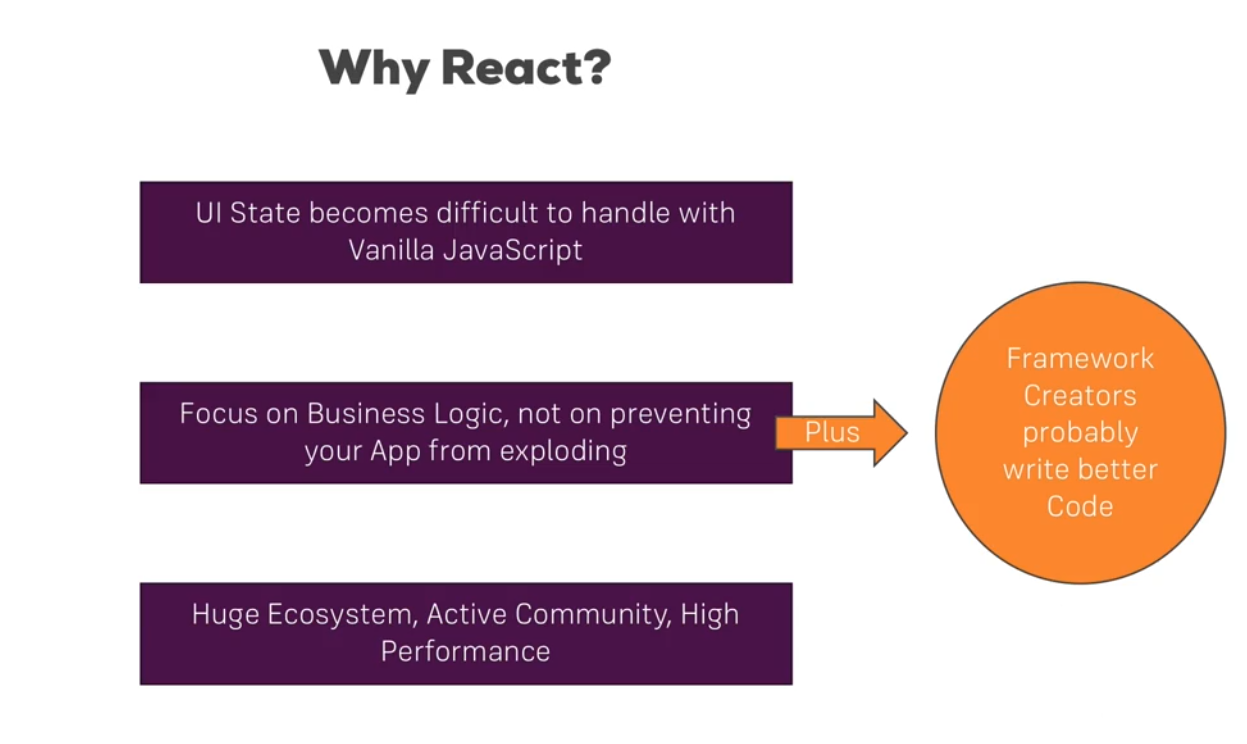 Why React?
UI State becomes difficult to handle with
Vanilla JavaScript
Focus on Business Logic, not on preventing
your App from exploding
Plus
Framework
Creators
probably
write better
Code
Huge Ecosystem, Active Community, High
Performance